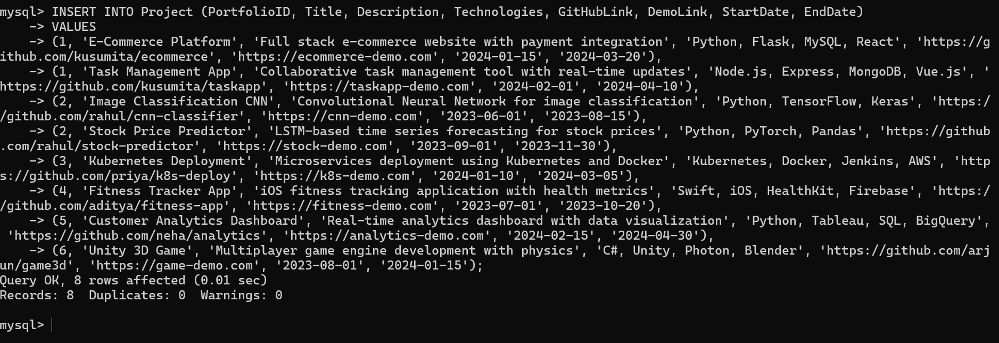 mysql> INSERT INTO Project (PortfolioID, Title, Description, Technologies, GitHubLink, DemoLink, StartDate, EndDate)
    -> VALUES
    -> (1, 'E-Commerce Platform', 'Full stack e-commerce website with payment integration', 'Python, Flask, MySQL, React', 'https://g
ithub.com/kusumita/ecommerce', 'https://ecommerce-demo.com', '2024-01-15', '2024-03-20'),
    -> (1, 'Task Management App', 'Collaborative task management tool with real-time updates', 'Node.js, Express, MongoDB, Vue.js', '
https://github.com/kusumita/taskapp', 'https://taskapp-demo.com', '2024-02-01', '2024-04-10'),
    -> (2, 'Image Classification CNN', 'Convolutional Neural Network for image classification', 'Python, TensorFlow, Keras', 'https:/
/github.com/rahul/cnn-classifier', 'https://cnn-demo.com', '2023-06-01', '2023-08-15'),
    -> (2, 'Stock Price Predictor', 'LSTM-based time series forecasting for stock prices', 'Python, PyTorch, Pandas', 'https://github
.com/rahul/stock-predictor', 'https://stock-demo.com', '2023-09-01', '2023-11-30'),
    -> (3, 'Kubernetes Deployment', 'Microservices deployment using Kubernetes and Docker', 'Kubernetes, Docker, Jenkins, AWS', 'http
s://github.com/priya/k8s-deploy', 'https://k8s-demo.com', '2024-01-10', '2024-03-05'),
    -> (4, 'Fitness Tracker App', 'iOS fitness tracking application with health metrics', 'Swift, iOS, HealthKit, Firebase', 'https:/
/github.com/aditya/fitness-app', 'https://fitness-demo.com', '2023-07-01', '2023-10-20'),
    -> (5, 'Customer Analytics Dashboard', 'Real-time analytics dashboard with data visualization', 'Python, Tableau, SQL, BigQuery',
 'https://github.com/neha/analytics', 'https://analytics-demo.com', '2024-02-15', '2024-04-30'),
    -> (6, 'Unity 3D Game', 'Multiplayer game engine development with physics', 'C#, Unity, Photon, Blender', 'https://github.com/arj
un/game3d', 'https://game-demo.com', '2023-08-01', '2024-01-15');
Query OK, 8 rows affected (0.01 sec)
Records: 8  Duplicates: 0  Warnings: 0

mysql>